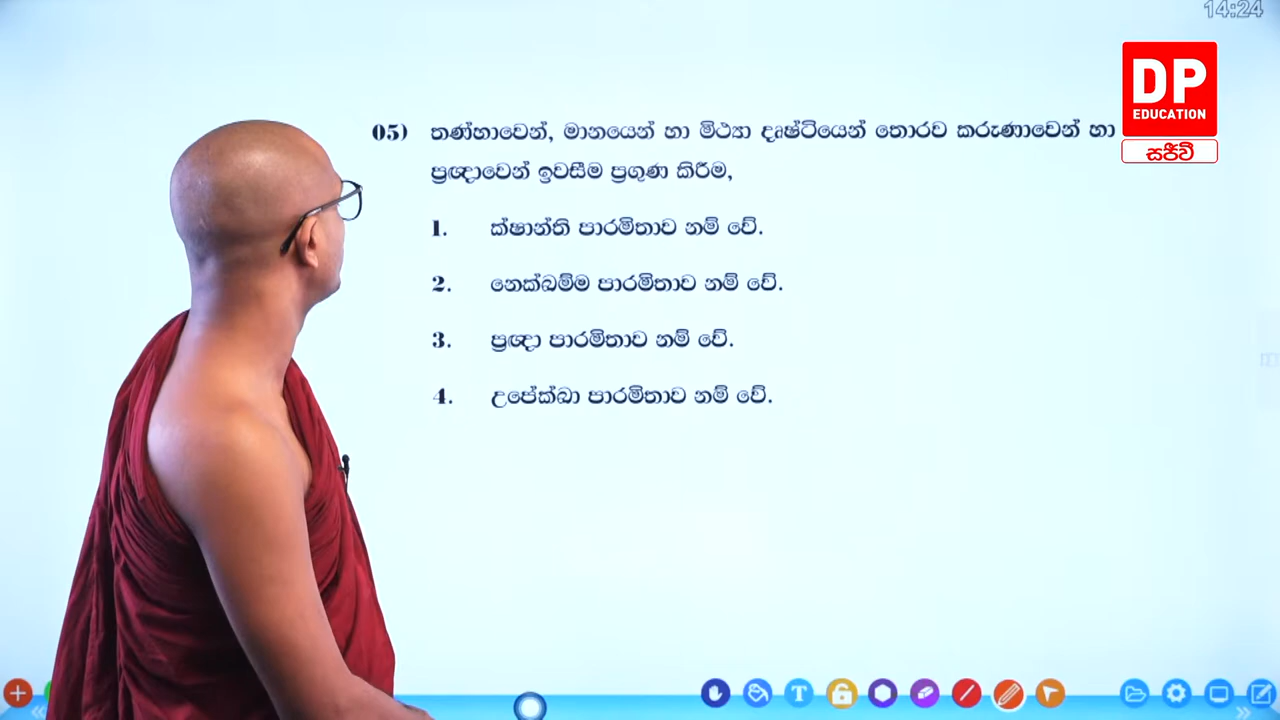 14:24
DP
EDUCATION
සජීවී
05) තණ්හාවෙන්, මානයෙන් හා මිථ්‍යා දෘෂ්ටියෙන් තොරව කරුණාවෙන් හා
ප්‍රඥාවෙන් ඉවසීම ප්‍රගුණ කිරීම,
1. ක්ෂාන්ති පාරමිතාව නම් වේ.
2. නෙක්ඛම්ම පාරමිතාව නම් වේ.
3. ප්‍රඥා පාරමිතාව නම් වේ.
4. උපේක්ඛා පාරමිතාව නම් වේ.
T